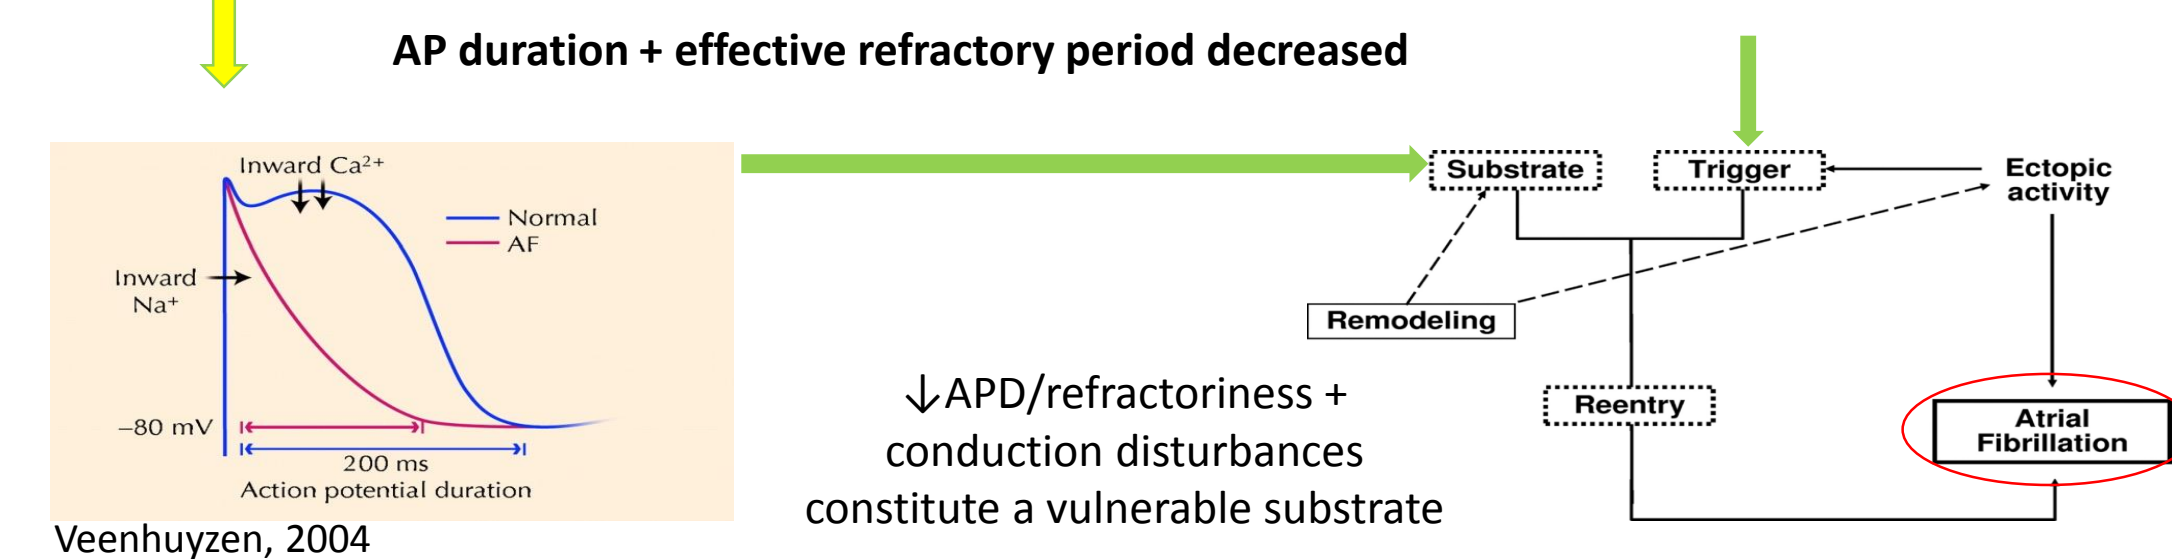 AP duration + effective refractory period decreased
Inward Ca²⁺
Normal
AF
Inward
Na⁺
–80 mV
200 ms
Action potential duration
Veenhuyzen, 2004
Substrate
Trigger
Ectopic
activity
Remodeling
Reentry
Atrial
Fibrillation
↓APD/refractoriness +
conduction disturbances
constitute a vulnerable substrate